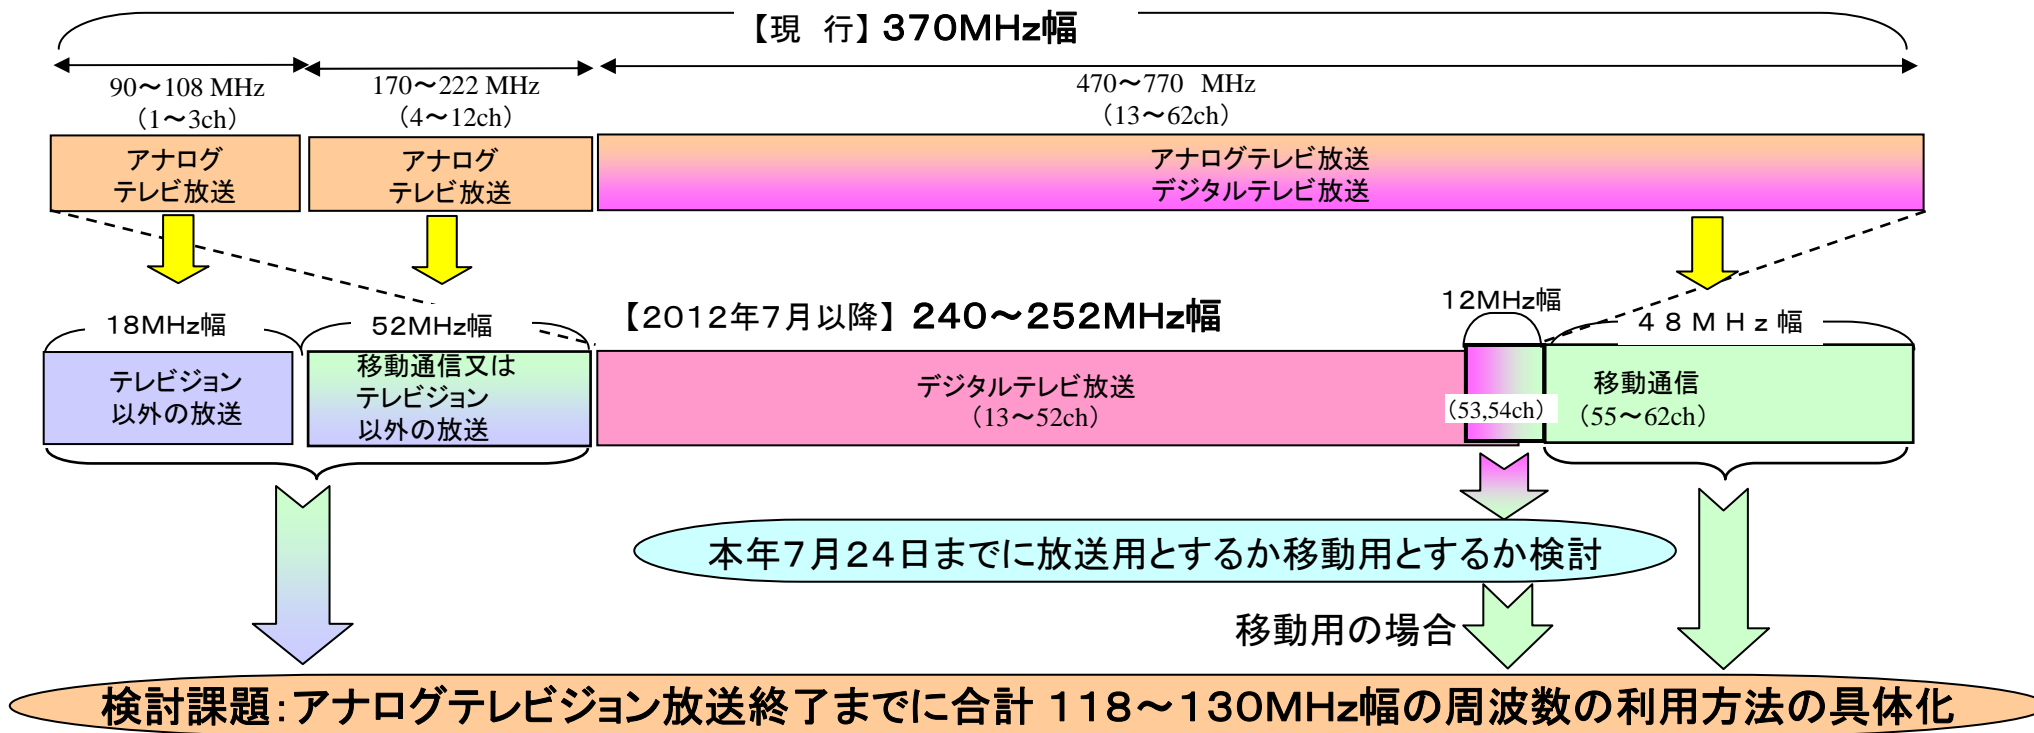 【現　行】 370MHz幅
90～108 MHz
（1～3ch）
170～222 MHz
（4～12ch）
470～770 MHz
（13～62ch）
アナログ
テレビ放送
アナログ
テレビ放送
アナログテレビ放送
デジタルテレビ放送
【2012年7月以降】 240～252MHz幅
18MHz幅
52MHz幅
12MHz幅
４８ＭＨｚ幅
テレビジョン
以外の放送
移動通信又は
テレビジョン
以外の放送
デジタルテレビ放送
（13～52ch）
（53,54ch）
移動通信
（55～62ch）
本年7月24日までに放送用とするか移動用とするか検討
移動用の場合
検討課題：アナログテレビジョン放送終了までに合計 118～130MHz幅の周波数の利用方法の具体化